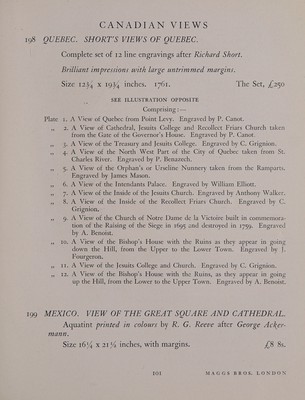 CANADIAN VIEWS
198 QUEBEC. SHORT'S VIEWS OF QUEBEC.
Complete set of 12 line engravings after Richard Short.
Brilliant impressions with large untrimmed margins.
Size 12¾ x 19¾ inches. 1761. The Set, £250
SEE ILLUSTRATION OPPOSITE
Comprising:—
Plate 1. A View of Quebec from Point Levy. Engraved by P. Canot.
„ 2. A View of Cathedral, Jesuits College and Recollect Friars Church taken
from the Gate of the Governor's House. Engraved by P. Canot.
„ 3. A View of the Treasury and Jesuits College. Engraved by C. Grignion.
„ 4. A View of the North West Part of the City of Quebec taken from St.
Charles River. Engraved by P. Benazech.
„ 5. A View of the Orphan's or Urseline Nunnery taken from the Ramparts.
Engraved by James Mason.
„ 6. A View of the Intendants Palace. Engraved by William Elliott.
„ 7. A View of the Inside of the Jesuits Church. Engraved by Anthony Walker.
„ 8. A View of the Inside of the Recollect Friars Church. Engraved by C.
Grignion.
„ 9. A View of the Church of Notre Dame de la Victoire built in commemora-
tion of the Raising of the Siege in 1695 and destroyed in 1759. Engraved
by A. Benoist.
„ 10. A View of the Bishop's House with the Ruins as they appear in going
down the Hill, from the Upper to the Lower Town. Engraved by J.
Fourgeron.
„ 11. A View of the Jesuits College and Church. Engraved by C. Grignion.
„ 12. A View of the Bishop's House with the Ruins, as they appear in going
up the Hill, from the Lower to the Upper Town. Engraved by A. Benoist.
199 MEXICO. VIEW OF THE GREAT SQUARE AND CATHEDRAL.
Aquatint printed in colours by R. G. Reeve after George Acker-
mann.
Size 16¼ x 21¼ inches, with margins. £8 8s.
101 MAGGS BROS. LONDON